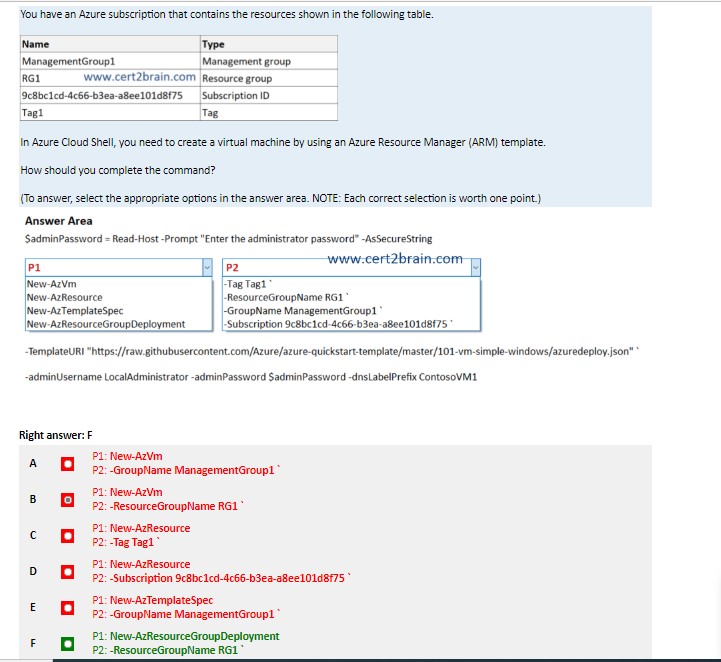 You have an Azure subscription that contains the resources shown in the following table.
Name Type
ManagementGroup1 Management group
RG1 www.cert2brain.com Resource group
9c8bc1cd-4c66-b3ea-a8ee101d8f75 Subscription ID
Tag1 Tag
In Azure Cloud Shell, you need to create a virtual machine by using an Azure Resource Manager (ARM) template.
How should you complete the command?
(To answer, select the appropriate options in the answer area. NOTE: Each correct selection is worth one point.)
Answer Area
$adminPassword = Read-Host -Prompt "Enter the administrator password" -AsSecureString
www.cert2brain.com
P1 P2
New-AzVm -Tag Tag1 `
New-AzResource -ResourceGroupName RG1 `
New-AzTemplateSpec -GroupName ManagementGroup1 `
New-AzResourceGroupDeployment -Subscription 9c8bc1cd-4c66-b3ea-a8ee101d8f75 `
-TemplateURI "https://raw.githubusercontent.com/Azure/azure-quickstart-template/master/101-vm-simple-windows/azuredeploy.json" `
-adminUsername LocalAdministrator -adminPassword $adminPassword -dnsLabelPrefix ContosoVM1
Right answer: F
A P1: New-AzVm
P2: -GroupName ManagementGroup1 `
B P1: New-AzVm
P2: -ResourceGroupName RG1 `
C P1: New-AzResource
P2: -Tag Tag1 `
D P1: New-AzResource
P2: -Subscription 9c8bc1cd-4c66-b3ea-a8ee101d8f75 `
E P1: New-AzTemplateSpec
P2: -GroupName ManagementGroup1 `
F P1: New-AzResourceGroupDeployment
P2: -ResourceGroupName RG1 `